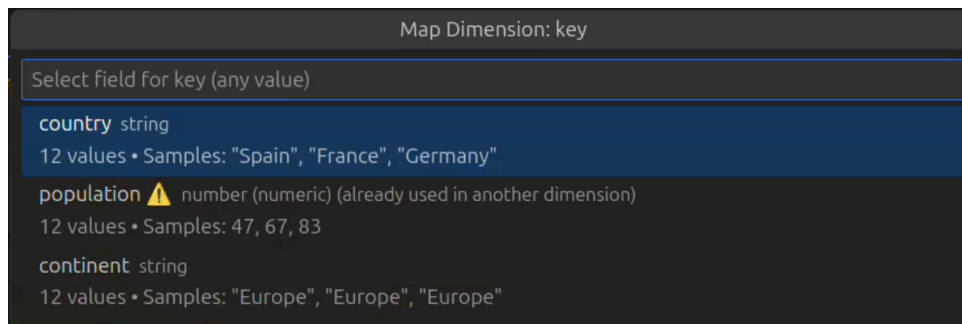 Map Dimension: key
Select field for key (any value)
country string
12 values • Samples: "Spain", "France", "Germany"
population ⚠ number (numeric) (already used in another dimension)
12 values • Samples: 47, 67, 83
continent string
12 values • Samples: "Europe", "Europe", "Europe"